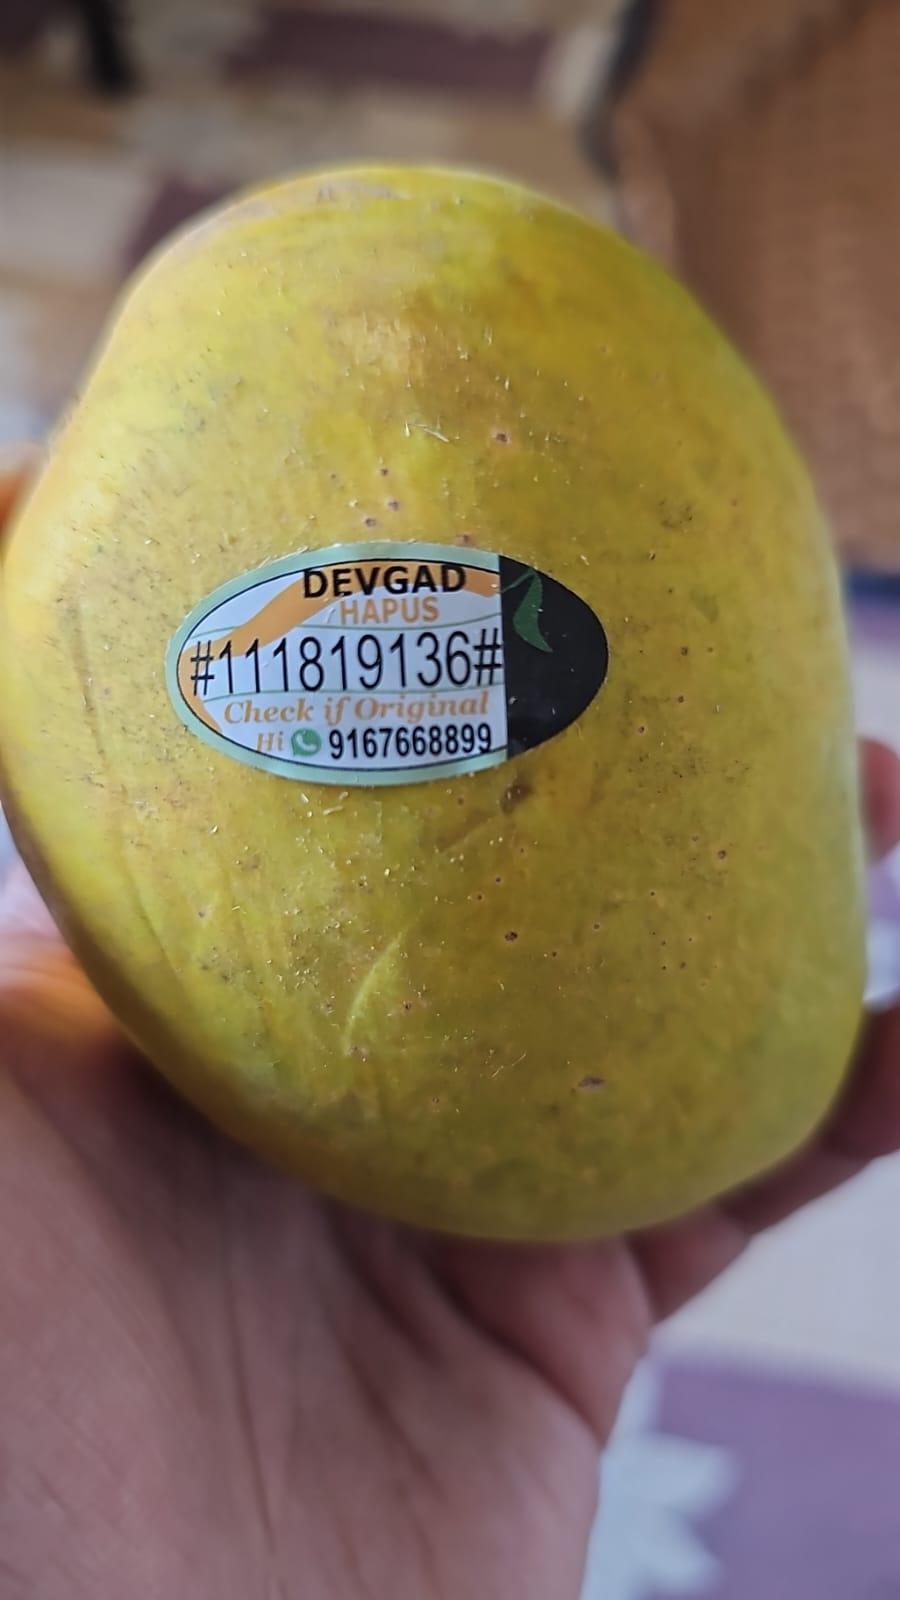 DEVGAD
HAPUS
#111819136#
Check if Original
Hi 9167668899